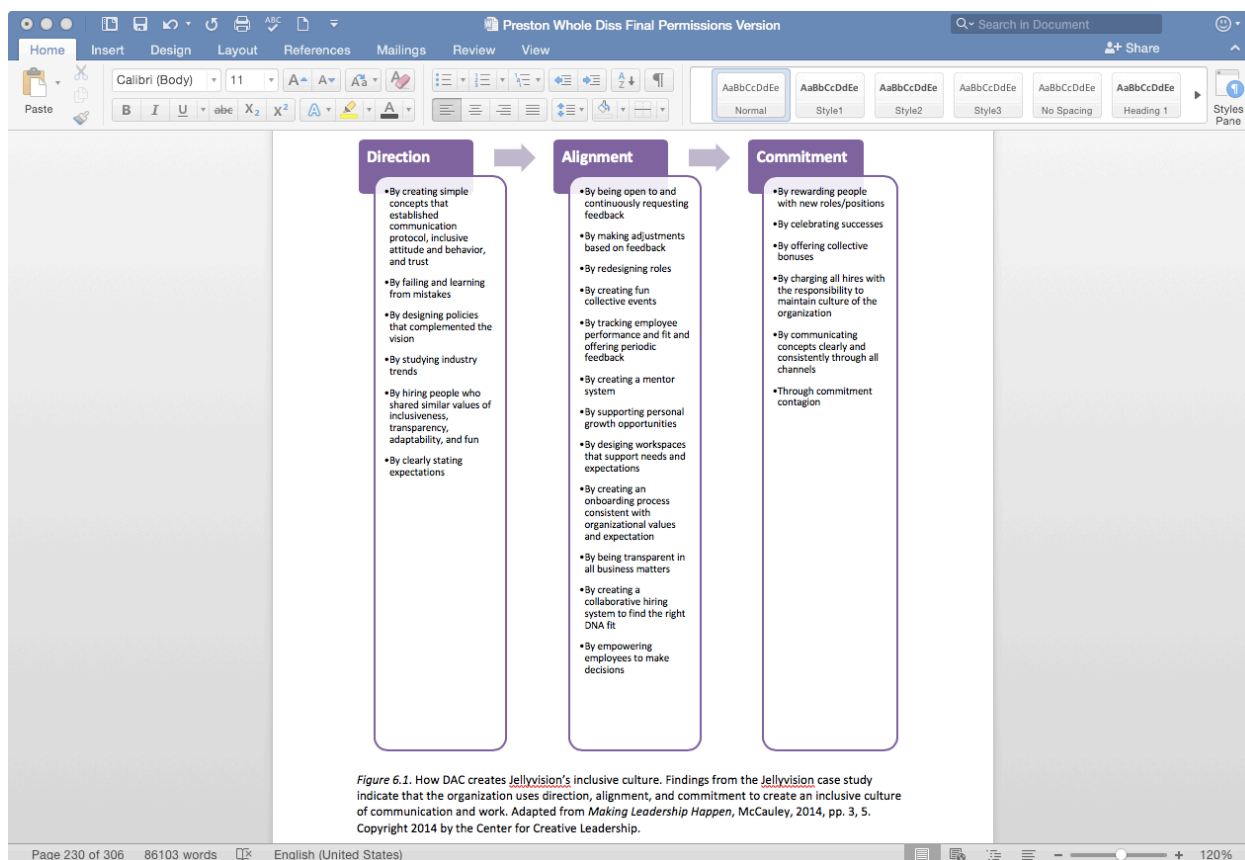 ABC
Preston Whole Diss Final Permissions Version
Search in Document
Home Insert Design Layout References Mailings Review View
Share
Paste
Calibri (Body) 11
A A Aa A
A Z
B I U abc X2 X2 A A
AaBbCcDdEe AaBbCcDdEe AaBbCcDdEe AaBbCcDdEe AaBbCcDdEe AaBbCcDdEe
Normal Style1 Style2 Style3 No Spacing Heading 1
Styles
Pane
Direction
•By creating simple
concepts that
established
communication
protocol, inclusive
attitude and behavior,
and trust
•By failing and learning
from mistakes
•By designing policies
that complemented the
vision
•By studying industry
trends
•By hiring people who
shared similar values of
inclusiveness,
transparency,
adaptability, and fun
•By clearly stating
expectations
Alignment
•By being open to and
continuously requesting
feedback
•By making adjustments
based on feedback
•By redesigning roles
•By creating fun
collective events
•By tracking employee
performance and fit and
offering periodic
feedback
•By creating a mentor
system
•By supporting personal
growth opportunities
•By desiging workspaces
that support needs and
expectations
•By creating an
onboarding process
consistent with
organizational values
and expectation
•By being transparent in
all business matters
•By creating a
collaborative hiring
system to find the right
DNA fit
•By empowering
employees to make
decisions
Commitment
•By rewarding people
with new roles/positions
•By celebrating successes
•By offering collective
bonuses
•By charging all hires with
the responsibility to
maintain culture of the
organization
•By communicating
concepts clearly and
consistently through all
channels
•Through commitment
contagion
Figure 6.1. How DAC creates Jellyvision's inclusive culture. Findings from the Jellyvision case study
indicate that the organization uses direction, alignment, and commitment to create an inclusive culture
of communication and work. Adapted from Making Leadership Happen, McCauley, 2014, pp. 3, 5.
Copyright 2014 by the Center for Creative Leadership.
Page 230 of 306 86103 words English (United States) 120%